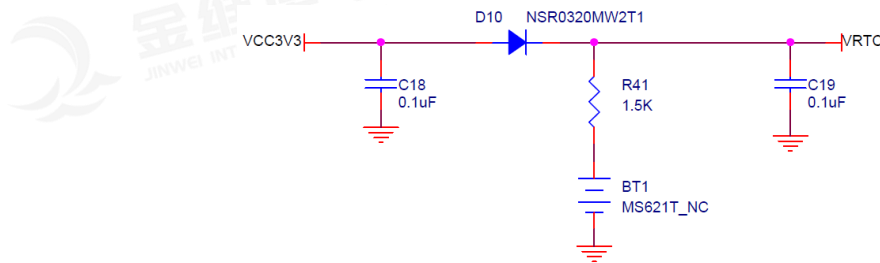 D10 NSR0320MW2T1
VCC3V3
VRTC
C18
0.1uF
R41
1.5K
C19
0.1uF
BT1
MS621T_NC
JINWEI INT